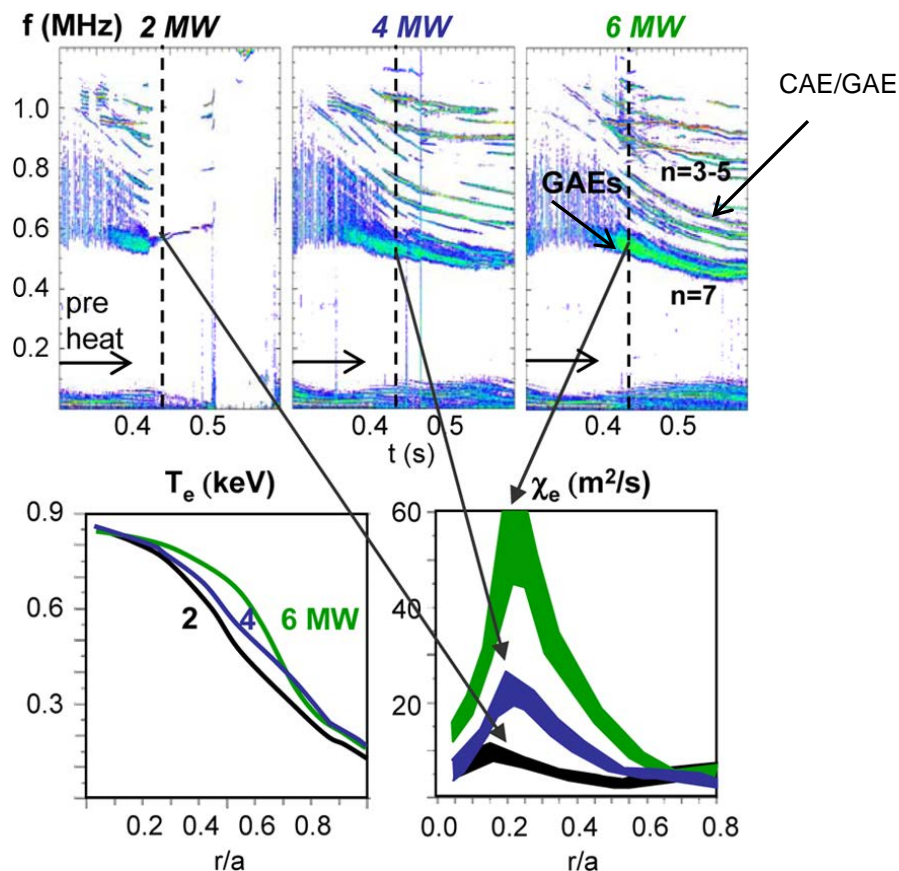 f (MHz) 2 MW 4 MW 6 MW
CAE/GAE
1.0
0.8
0.6
0.4
0.2
n=3-5
GAEs
n=7
pre
heat
0.4 0.5 0.4 0.5 0.4 0.5
t (s)
Te (keV)
0.9
0.6
0.3
2 4 6 MW
0.2 0.4 0.6 0.8
r/a
χe (m²/s)
60
40
20
0.0 0.2 0.4 0.6 0.8
r/a